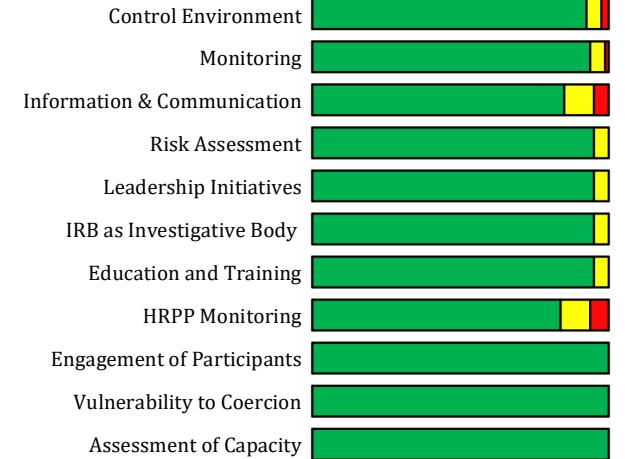 Control Environment
Monitoring
Information & Communication
Risk Assessment
Leadership Initiatives
IRB as Investigative Body
Education and Training
HRPP Monitoring
Engagement of Participants
Vulnerability to Coercion
Assessment of Capacity